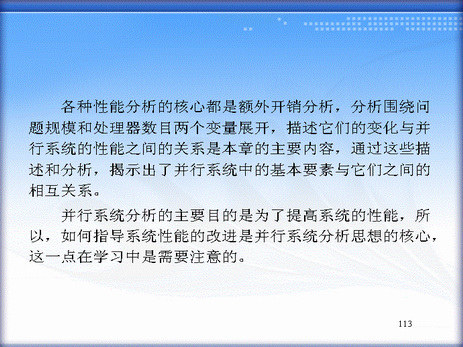 各种性能分析的核心都是额外开销分析，分析围绕问
题规模和处理器数目两个变量展开，描述它们的变化与并
行系统的性能之间的关系是本章的主要内容，通过这些描
述和分析，揭示出了并行系统中的基本要素与它们之间的
相互关系。
并行系统分析的主要目的是为了提高系统的性能，所
以，如何指导系统性能的改进是并行系统分析思想的核心，
这一点在学习中是需要注意的。
113